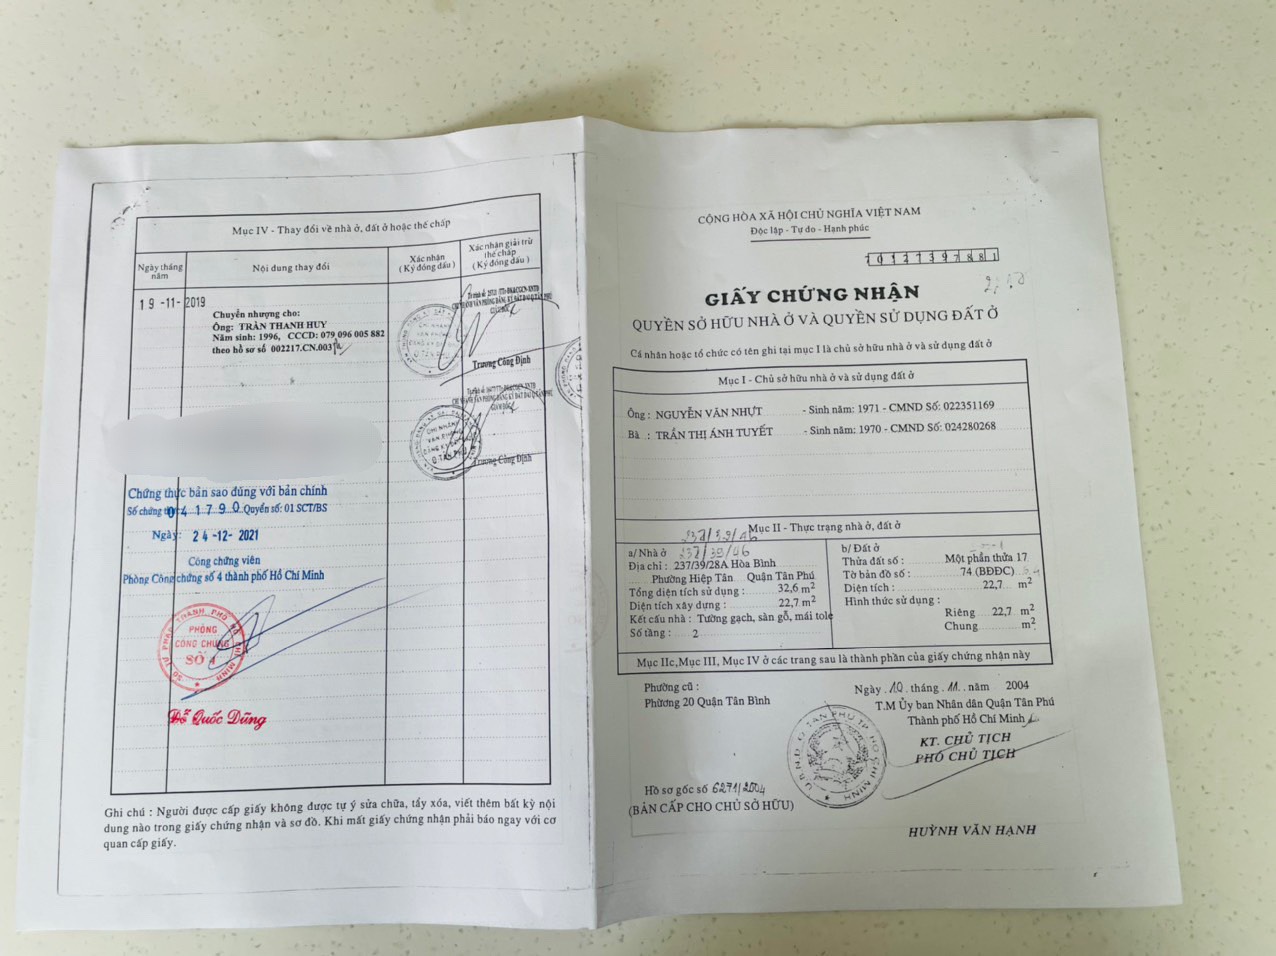 Mục IV - Thay đổi về nhà ở, đất ở hoặc thế chấp
Ngày tháng năm
Nội dung thay đổi
Xác nhận
(Ký đóng dấu)
Xác nhận giải trừ
thế chấp
(Ký đóng dấu)
19-11-2019
Chuyển nhượng cho:
Ông: TRẦN THANH HUY
Năm sinh: 1996, CCCD: 079 096 005 882
theo hồ sơ số 002217.CN.003
GIÁM ĐỐC
Trương Công Định
GIÁM ĐỐC
Trương Công Định
Chứng thực bản sao đúng với bản chính
Số chứng thực 041790 Quyển số: 01 SCT/BS
Ngày: 24-12-2021
Công chứng viên
Phòng Công chứng số 4 thành phố Hồ Chí Minh
PHÒNG
CÔNG CHỨNG
SỐ 4
Đỗ Quốc Dũng
Ghi chú : Người được cấp giấy không được tự ý sửa chữa, tẩy xóa, viết thêm bất kỳ nội
dung nào trong giấy chứng nhận và sơ đồ. Khi mất giấy chứng nhận phải báo ngay với cơ
quan cấp giấy.
CỘNG HÒA XÃ HỘI CHỦ NGHĨA VIỆT NAM
Độc lập - Tự do - Hạnh phúc
GIẤY CHỨNG NHẬN
QUYỀN SỞ HỮU NHÀ Ở VÀ QUYỀN SỬ DỤNG ĐẤT Ở
Cá nhân hoặc tổ chức có tên ghi tại mục I là chủ sở hữu nhà ở và sử dụng đất ở
Mục I - Chủ sở hữu nhà ở và sử dụng đất ở
Ông : NGUYỄN VĂN NHỰT - Sinh năm: 1971 - CMND Số: 022351169
Bà : TRẦN THỊ ÁNH TUYẾT - Sinh năm: 1970 - CMND Số: 024280268
Mục II - Thực trạng nhà ở, đất ở
237/39/46
a/ Nhà ở 237/39/46
Địa chỉ : 237/39/28A Hòa Bình
Phường Hiệp Tân Quận Tân Phú
Tổng diện tích sử dụng : 32,6 m2
Diện tích xây dựng : 22,7 m2
Kết cấu nhà : Tường gạch, sàn gỗ, mái tole
Số tầng : 2
b/ Đất ở
Thửa đất số: Một phần thửa 17
Tờ bản đồ số: 74 (BĐĐC)
Diện tích : 22,7 m2
Hình thức sử dụng :
Riêng 22,7 m2
Chung m2
Mục IIc, Mục III, Mục IV ở các trang sau là thành phần của giấy chứng nhận này
Phường cũ :
Phường 20 Quận Tân Bình
Ngày 10 tháng 11 năm 2004
T.M Ủy ban Nhân dân Quận Tân Phú
Thành phố Hồ Chí Minh
KT. CHỦ TỊCH
PHÓ CHỦ TỊCH
Hồ sơ gốc số 6271/2004
(BẢN CẤP CHO CHỦ SỞ HỮU)
HUỲNH VĂN HẠNH